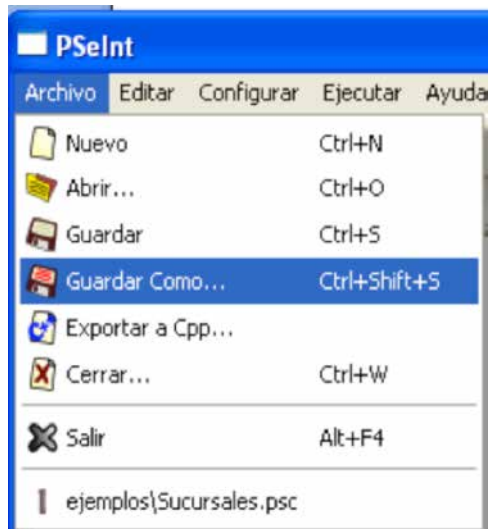 PSeInt
Archivo Editar Configurar Ejecutar Ayuda
Nuevo Ctrl+N
Abrir... Ctrl+O
Guardar Ctrl+S
Guardar Como... Ctrl+Shift+S
Exportar a Cpp...
Cerrar... Ctrl+W
Salir Alt+F4
ejemplos\Sucursales.psc